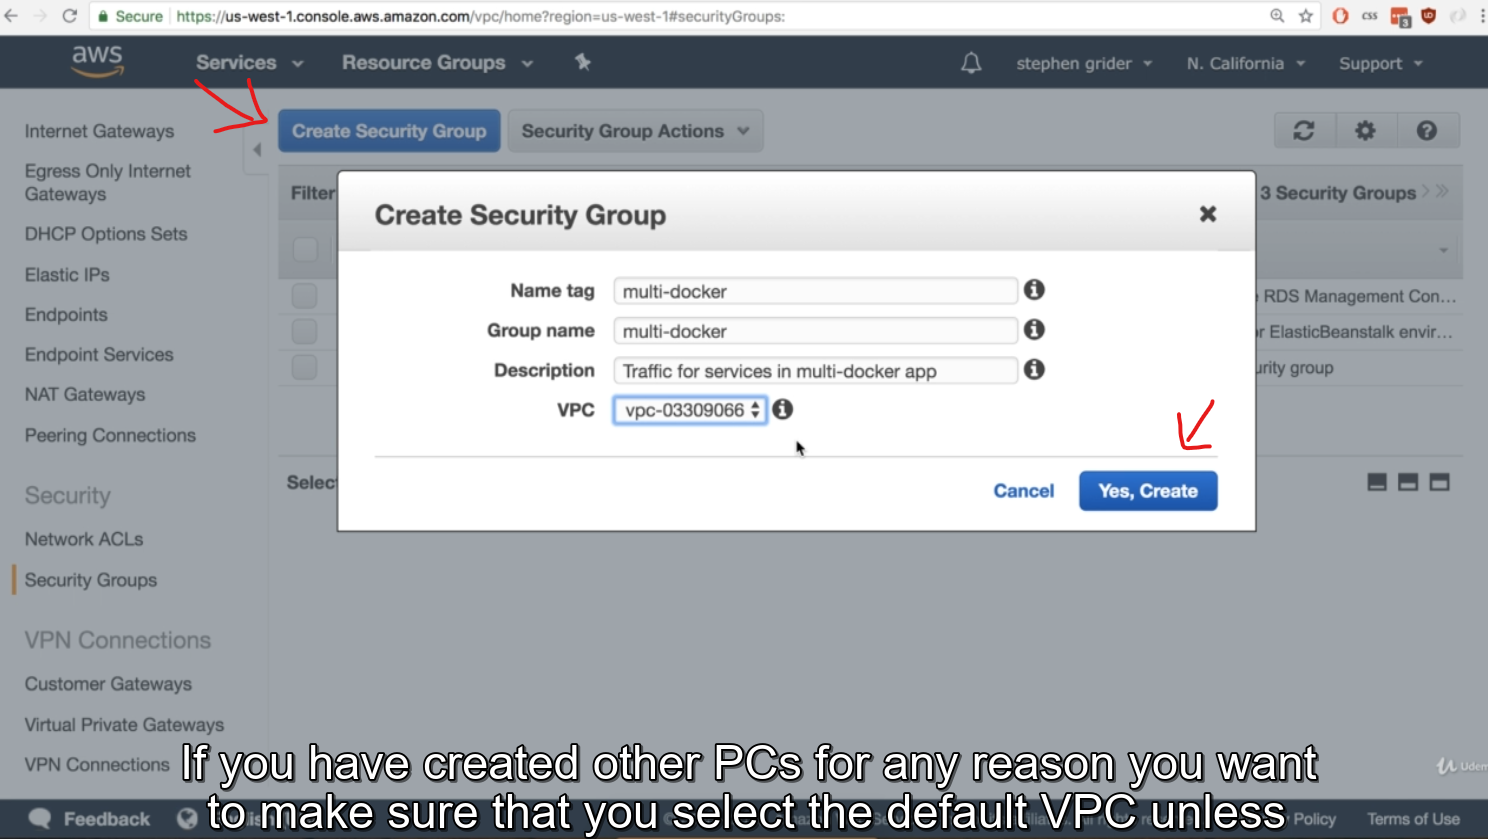 Secure https://us-west-1.console.aws.amazon.com/vpc/home?region=us-west-1#securityGroups:
css
3
aws Services Resource Groups stephen grider N. California Support
Internet Gateways
Egress Only Internet
Gateways
DHCP Options Sets
Elastic IPs
Endpoints
Endpoint Services
NAT Gateways
Peering Connections
Security
Network ACLs
Security Groups
VPN Connections
Customer Gateways
Virtual Private Gateways
VPN Connections
Create Security Group Security Group Actions
Filter
3 Security Groups
RDS Management Con...
ElasticBeanstalk envir...
group
Create Security Group
Name tag multi-docker
Group name multi-docker
Description Traffic for services in multi-docker app
VPC vpc-03309066
Cancel Yes, Create
If you have created other PCs for any reason you want
to make sure that you select the default VPC unless
Feedback Policy Terms of Use